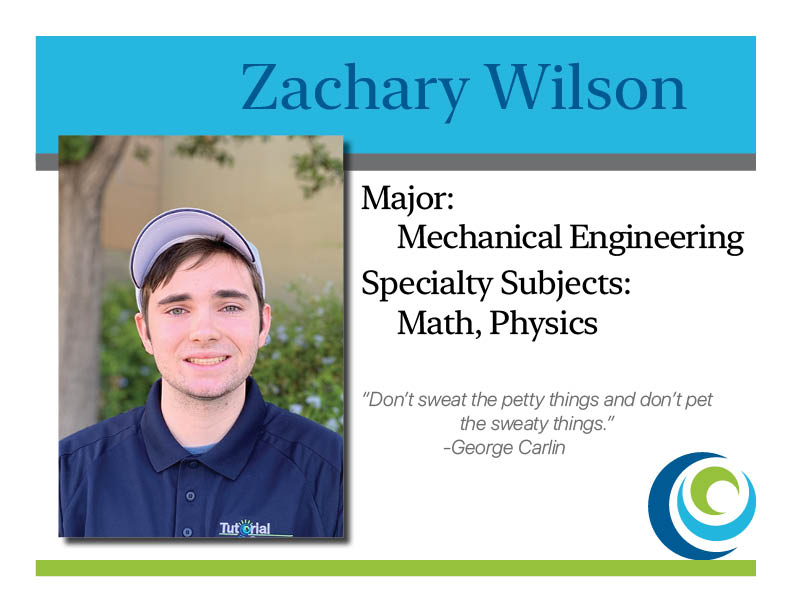 Zachary Wilson
Major:
Mechanical Engineering
Specialty Subjects:
Math, Physics
"Don't sweat the petty things and don't pet
the sweaty things."
-George Carlin
Tutorial